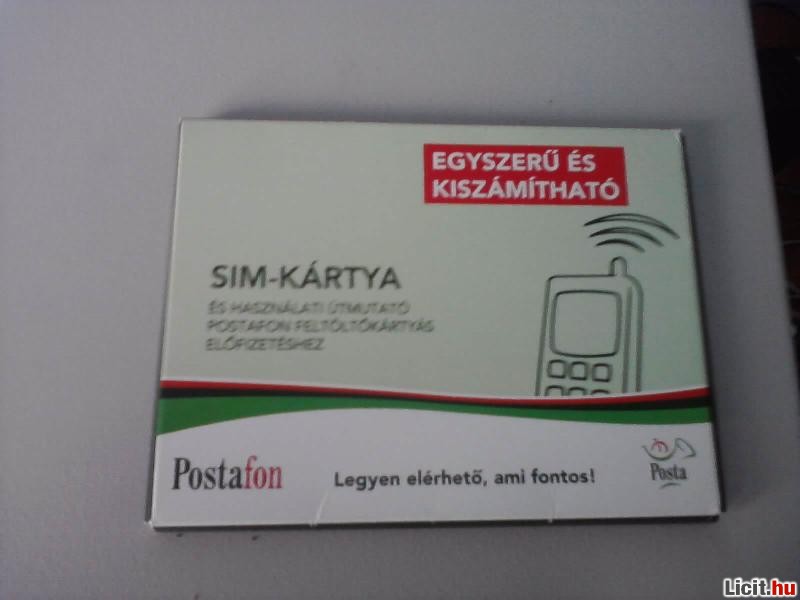 EGYSZERŰ ÉS
KISZÁMÍTHATÓ
SIM-KÁRTYA
ÉS HASZNÁLATI ÚTMUTATÓ
POSTAFON FELTÖLTŐKÁRTYÁS
ELŐFIZETÉSHEZ
Postafon
Legyen elérhető, ami fontos!
Posta
Licit.hu